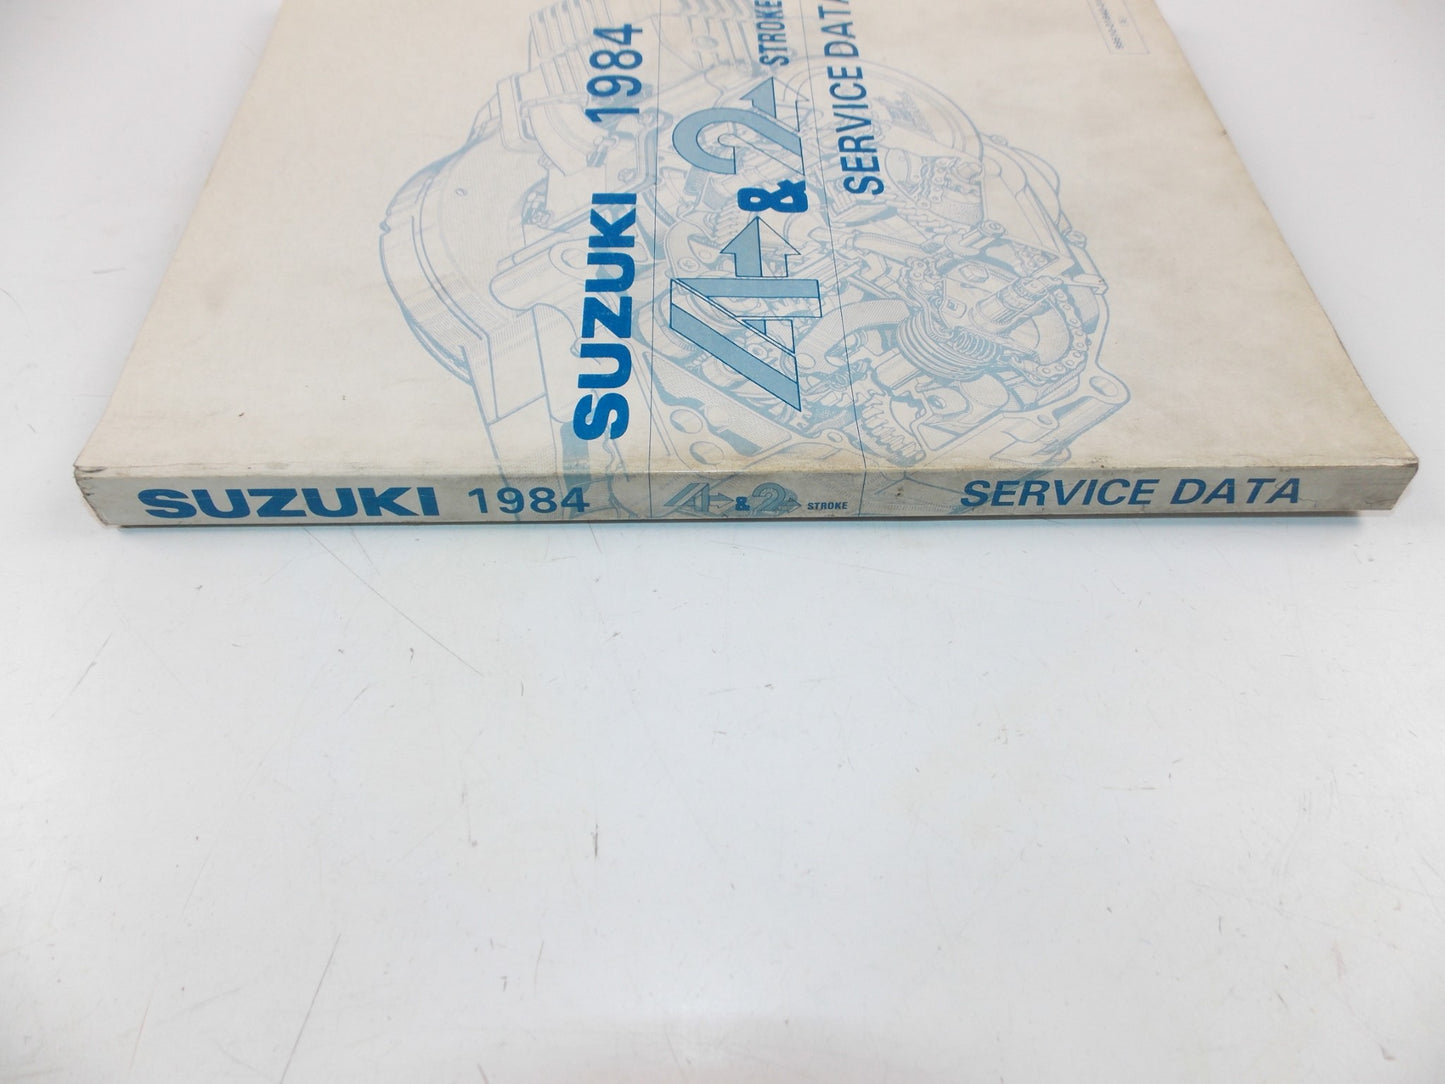 SUZUKI 1984
4 & 2 STROKE
SERVICE DATA
SUZUKI 1984 4 & 2 STROKE SERVICE DATA